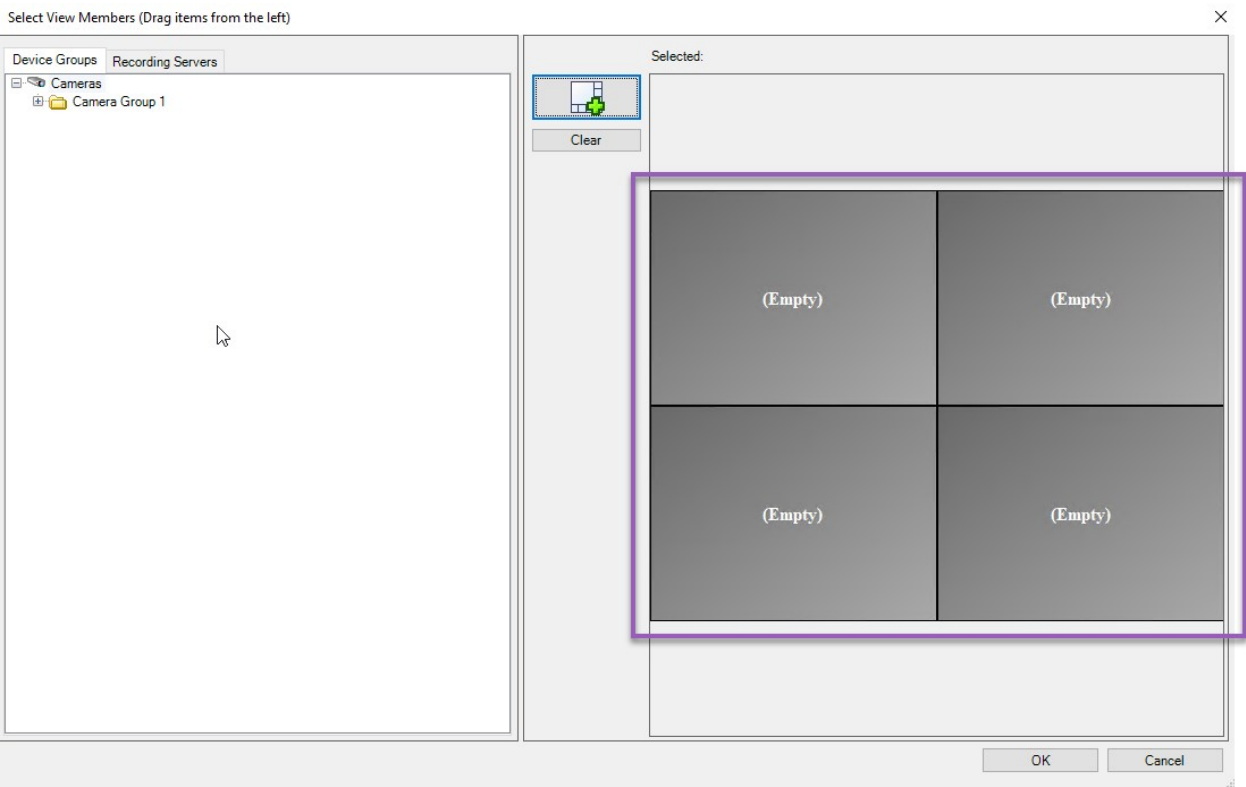 Select View Members (Drag items from the left)
Device Groups
Recording Servers
Cameras
Camera Group 1
Clear
Selected:
(Empty)
(Empty)
(Empty)
(Empty)
OK
Cancel